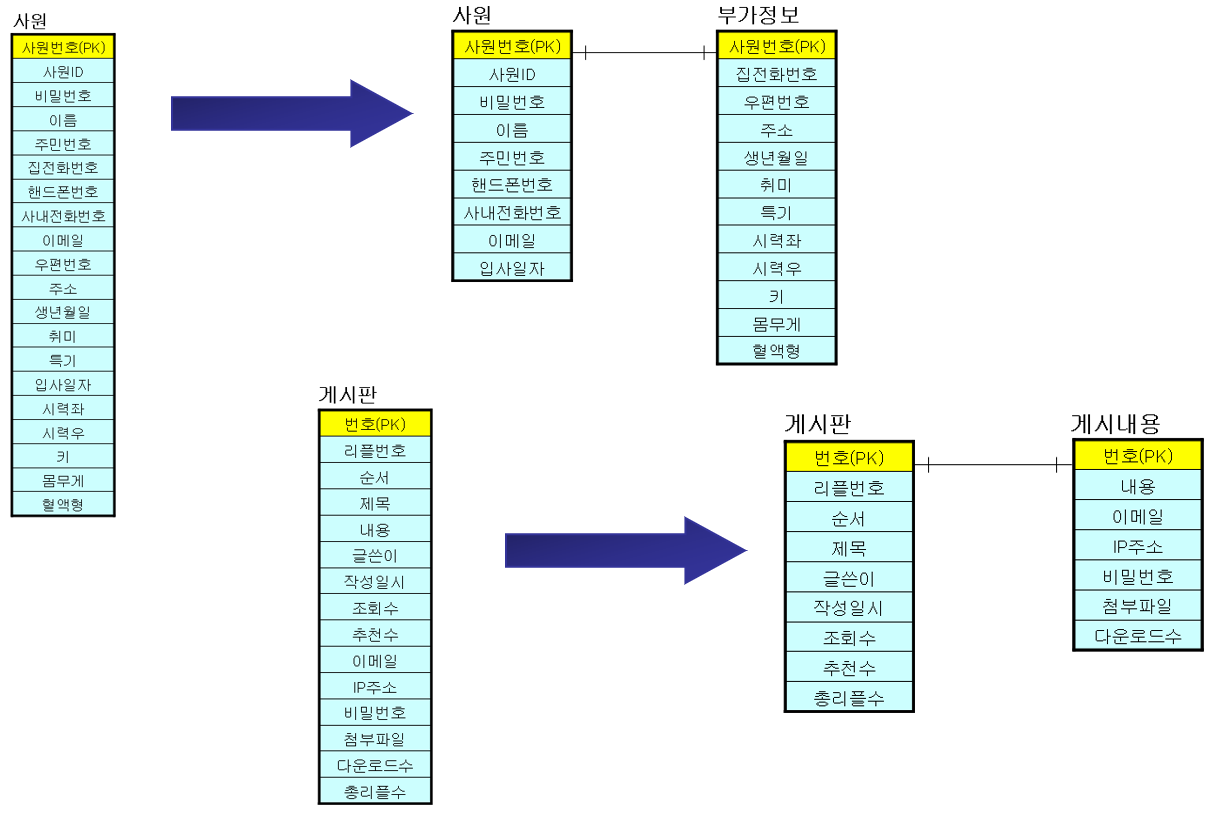 사원
사원번호(PK)
사원ID
비밀번호
이름
주민번호
집전화번호
핸드폰번호
사내전화번호
이메일
우편번호
주소
생년월일
취미
특기
입사일자
시력좌
시력우
키
몸무게
혈액형
사원
사원번호(PK)
사원ID
비밀번호
이름
주민번호
핸드폰번호
사내전화번호
이메일
입사일자
부가정보
사원번호(PK)
집전화번호
우편번호
주소
생년월일
취미
특기
시력좌
시력우
키
몸무게
혈액형
게시판
번호(PK)
리플번호
순서
제목
내용
글쓴이
작성일시
조회수
추천수
이메일
IP주소
비밀번호
첨부파일
다운로드수
총리플수
게시판
번호(PK)
리플번호
순서
제목
글쓴이
작성일시
조회수
추천수
총리플수
게시내용
번호(PK)
내용
이메일
IP주소
비밀번호
첨부파일
다운로드수